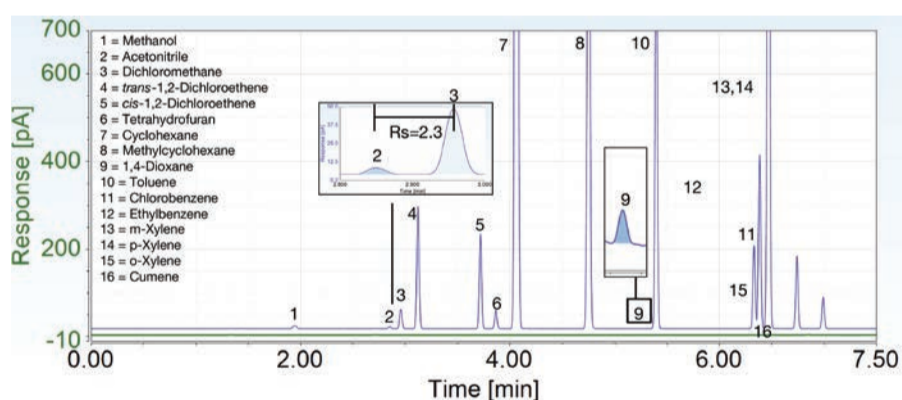 700
600
400
200
-10
Response [pA]
1 = Methanol
2 = Acetonitrile
3 = Dichloromethane
4 = trans-1,2-Dichloroethene
5 = cis-1,2-Dichloroethene
6 = Tetrahydrofuran
7 = Cyclohexane
8 = Methylcyclohexane
9 = 1,4-Dioxane
10 = Toluene
11 = Chlorobenzene
12 = Ethylbenzene
13 = m-Xylene
14 = p-Xylene
15 = o-Xylene
16 = Cumene
3
Rs=2.3
2
Time [min]
1
2
3
4
5
6
7
8
9
9
10
11
12
13,14
15
16
0.00 2.00 4.00 6.00 7.50
Time [min]